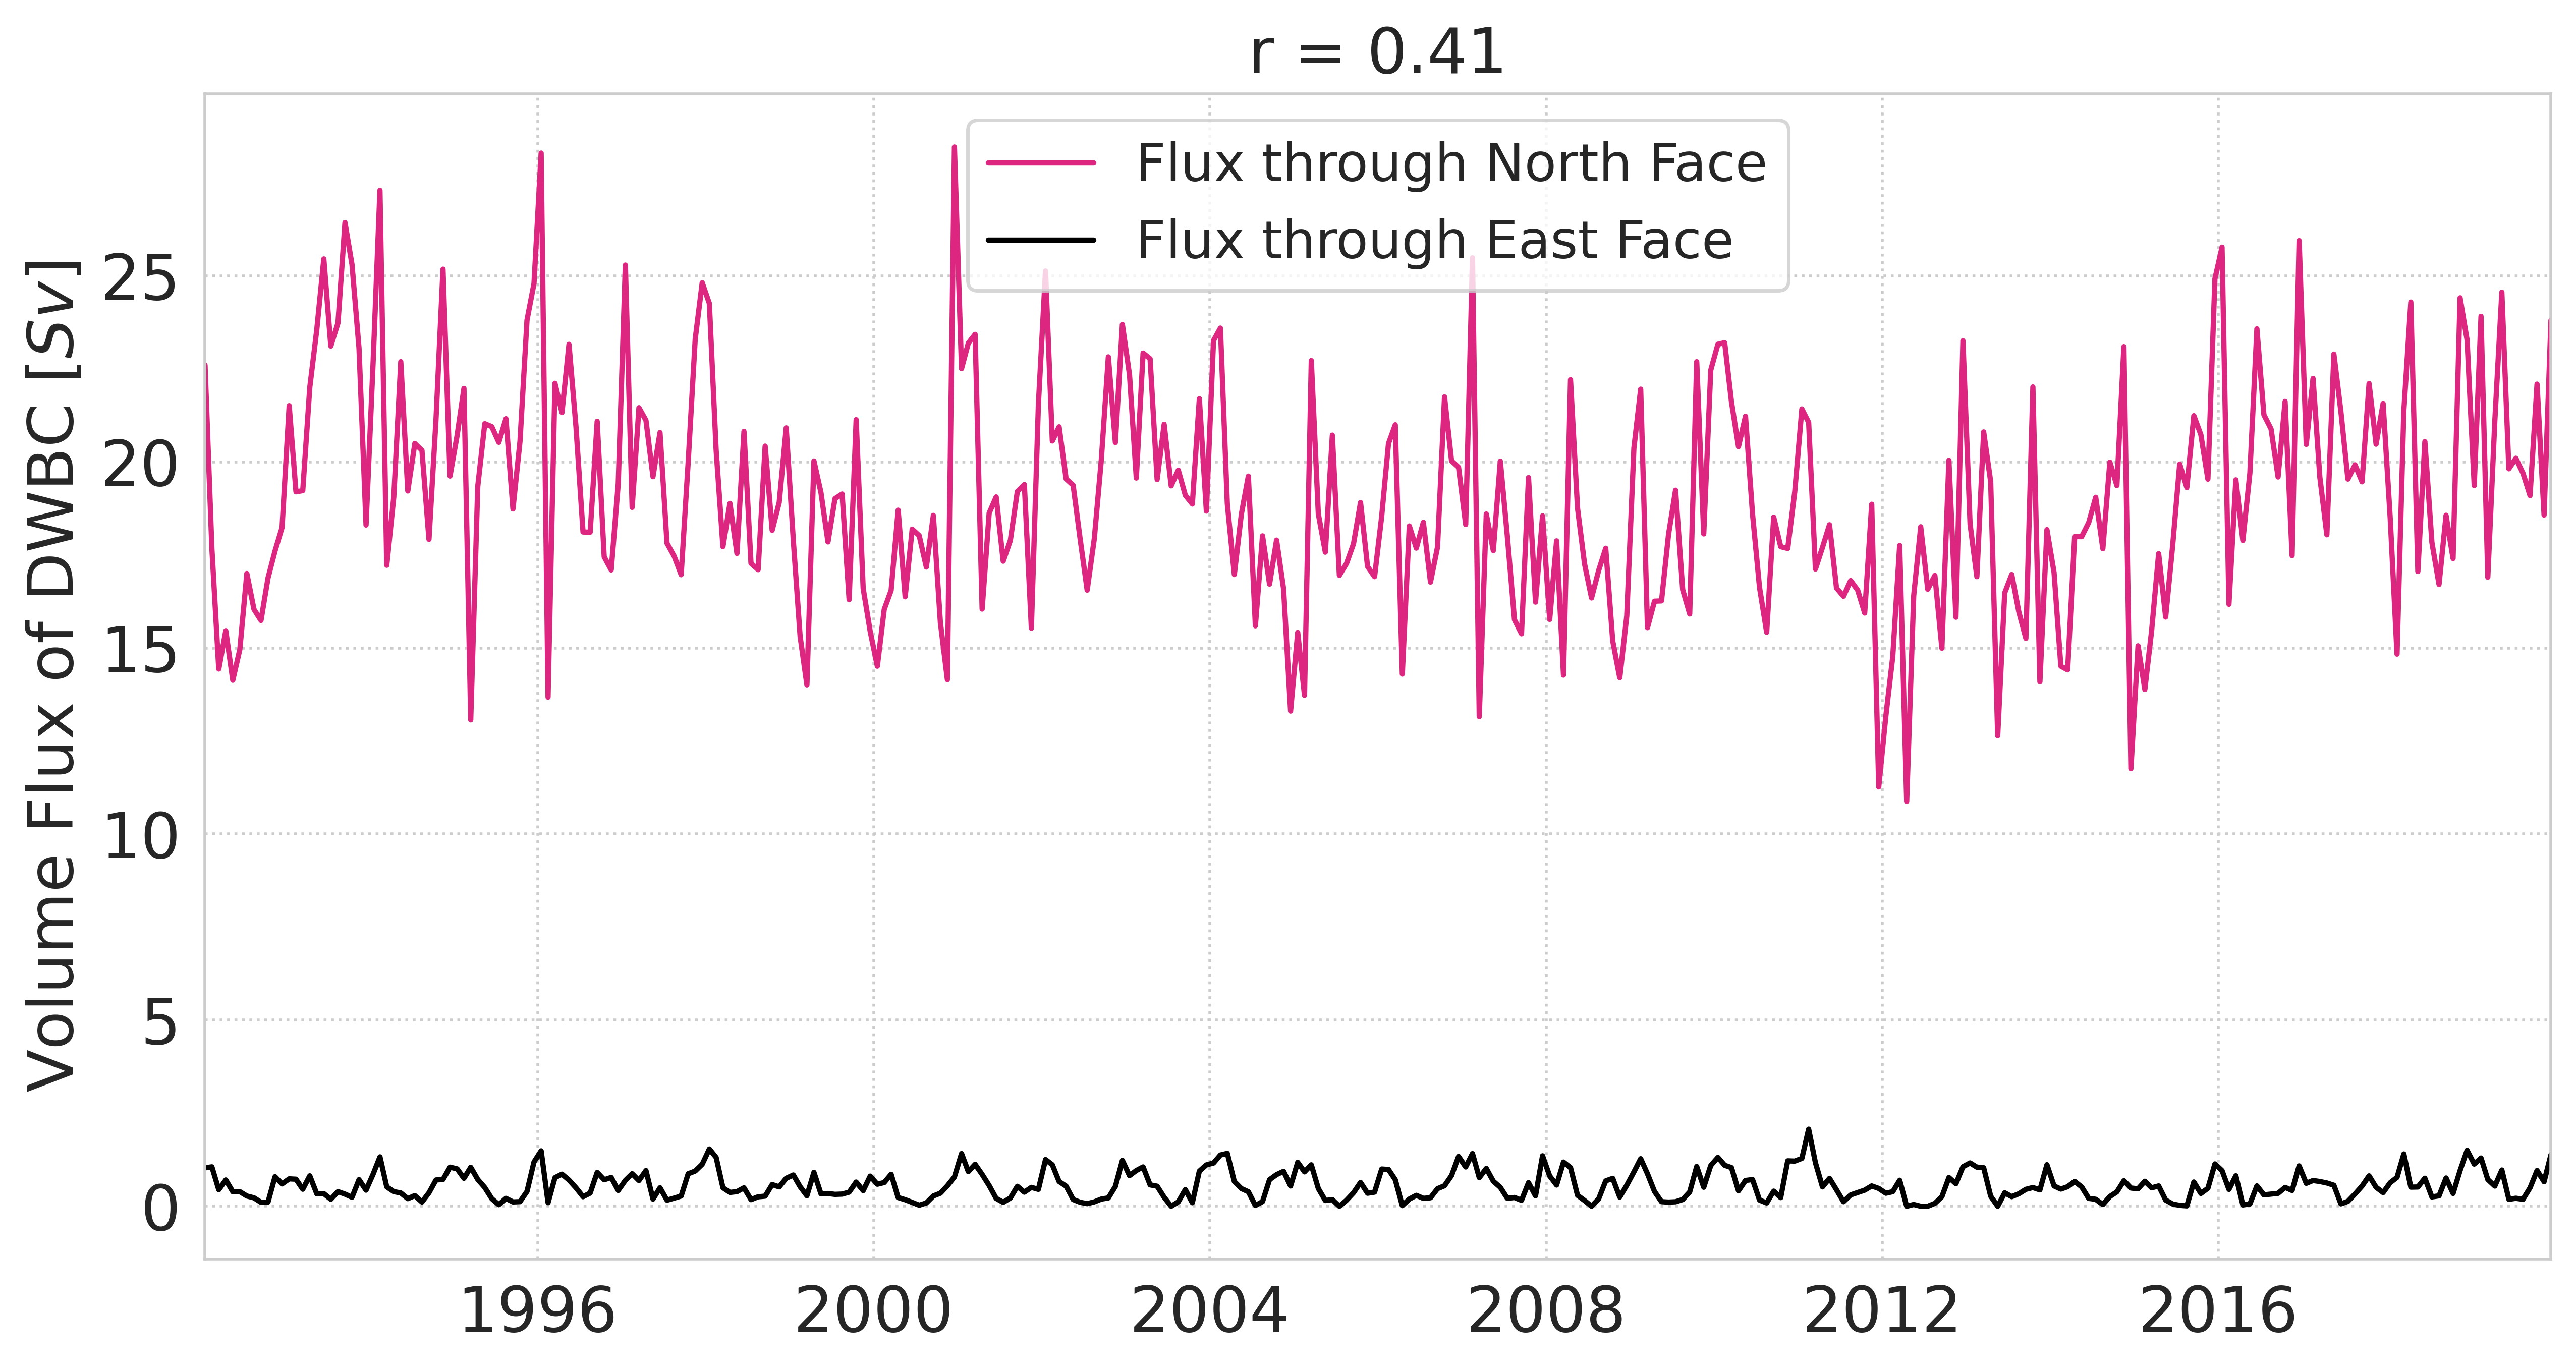 r = 0.41
Flux through North Face
Flux through East Face
Volume Flux of DWBC [Sv]
25
20
15
10
5
0
1996 2000 2004 2008 2012 2016